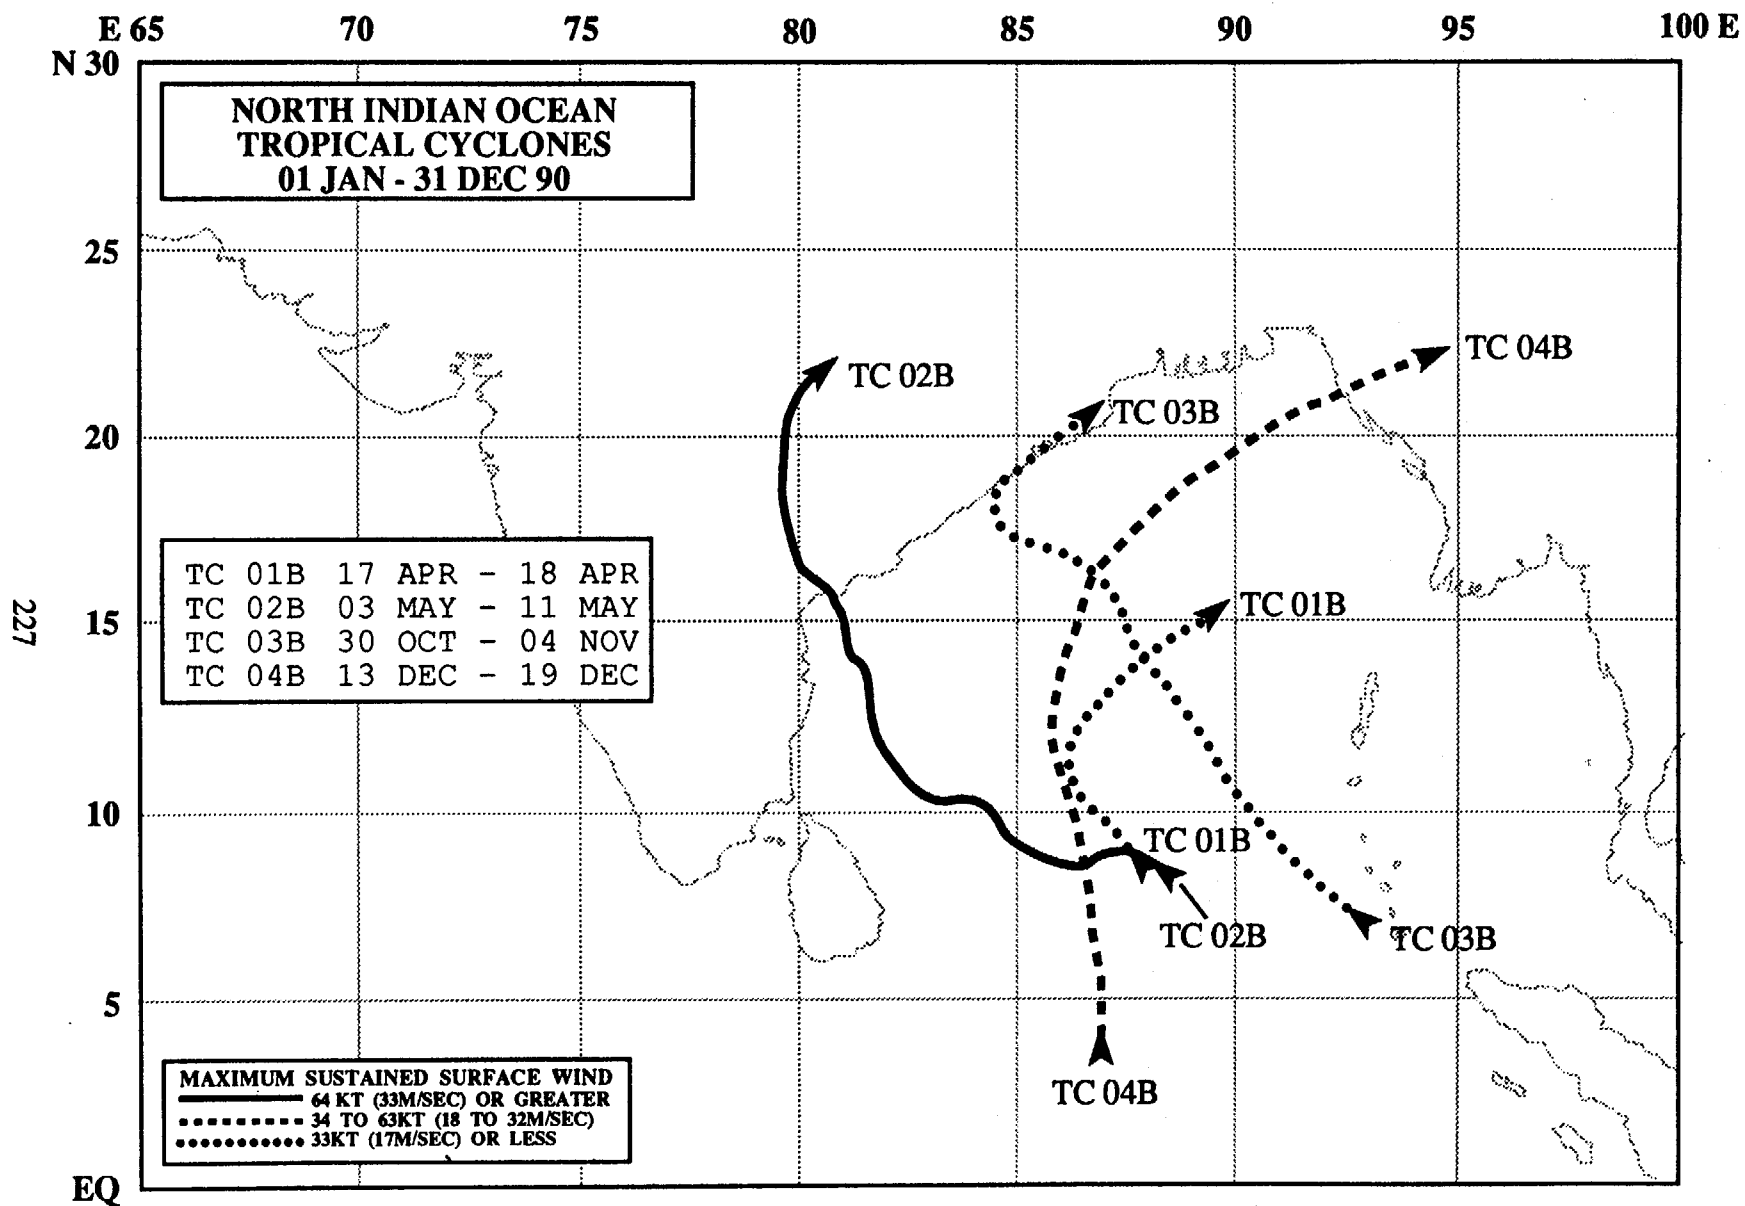 E 65 70 75 80 85 90 95 100 E
N 30
NORTH INDIAN OCEAN
TROPICAL CYCLONES
01 JAN - 31 DEC 90
25
TC 04B
TC 02B
TC 03B
20
TC 01B 17 APR - 18 APR
TC 02B 03 MAY - 11 MAY
TC 03B 30 OCT - 04 NOV
TC 04B 13 DEC - 19 DEC
TC 01B
15
227
10
TC 01B
TC 02B
TC 03B
5
TC 04B
MAXIMUM SUSTAINED SURFACE WIND
64 KT (33M/SEC) OR GREATER
34 TO 63KT (18 TO 32M/SEC)
33KT (17M/SEC) OR LESS
EQ